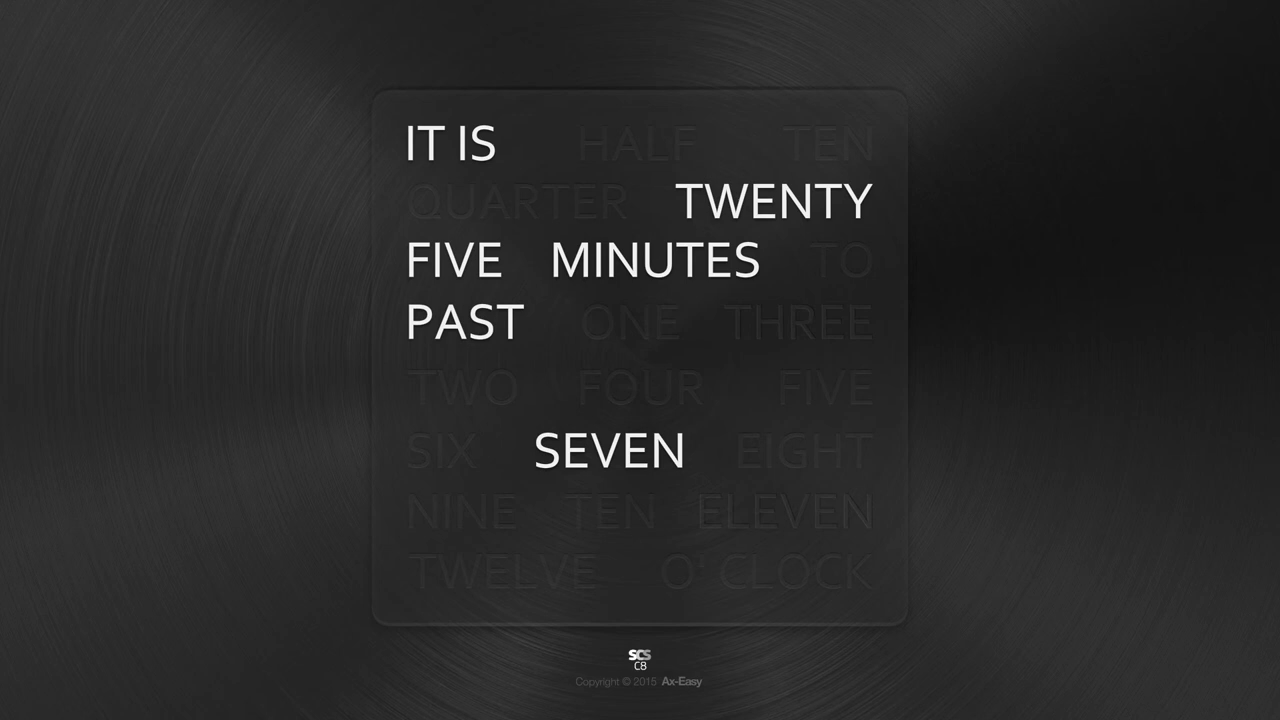 IT IS HALF TEN
QUARTER TWENTY
FIVE MINUTES TO
PAST ONE THREE
TWO FOUR FIVE
SIX SEVEN EIGHT
NINE TEN ELEVEN
TWELVE O'CLOCK
SCS
C8
Copyright © 2015 Ax-Easy